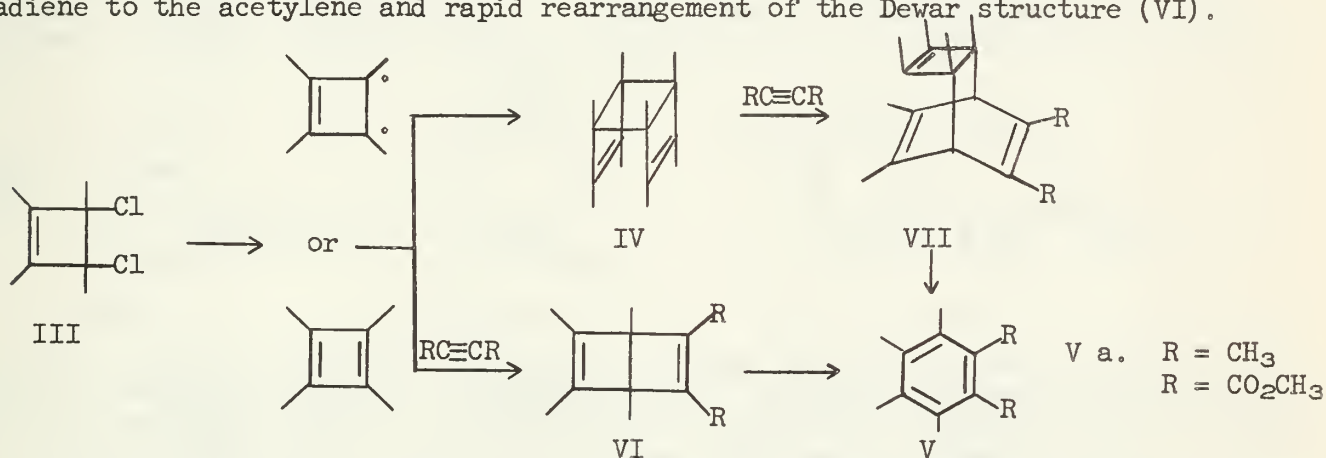 adiene to the acetylene and rapid rearrangement of the Dewar structure (VI).
RC≡CR
R
R
Cl
Cl
or
IV
VII
III
RC≡CR
R
R
R
R
V a. R = CH₃
R = CO₂CH₃
VI
V